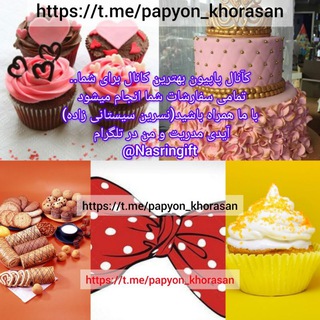 https://t.me/papyon_khorasan
کانال پاپیون بهترین کانال برای شما..
تمامی سفارشات شما انجام میشود
با ما همراه باشید(نسرین سیستانی زاده)
آیدی مدریت و من در تلگرام
@Nasringift
https://t.me/papyon_khorasan
https://t.me/papyon_khorasan